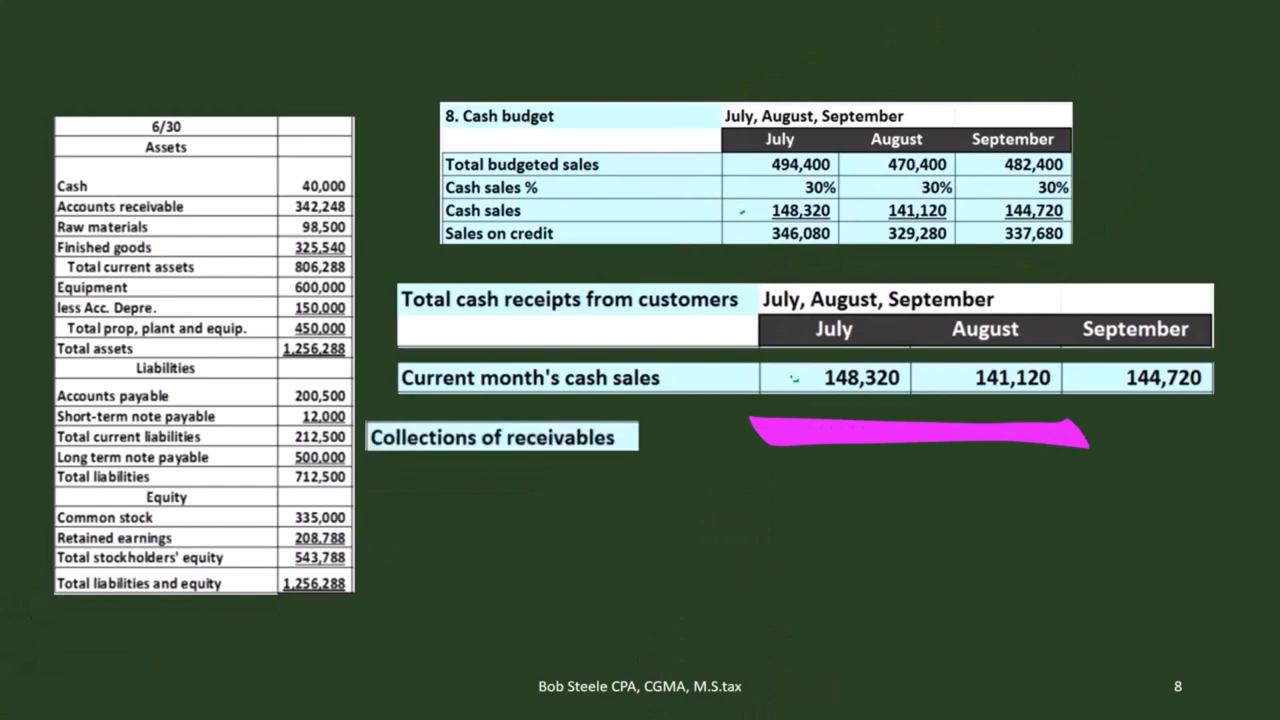 6/30
Assets
Cash 40,000
Accounts receivable 342,248
Raw materials 98,500
Finished goods 325,540
Total current assets 806,288
Equipment 600,000
less Acc. Depre. 150,000
Total prop, plant and equip. 450,000
Total assets 1,256,288
Liabilities
Accounts payable 200,500
Short-term note payable 12,000
Total current liabilities 212,500
Long term note payable 500,000
Total liabilities 712,500
Equity
Common stock 335,000
Retained earnings 208,788
Total stockholders' equity 543,788
Total liabilities and equity 1,256,288
8. Cash budget July, August, September
July August September
Total budgeted sales 494,400 470,400 482,400
Cash sales % 30% 30% 30%
Cash sales 148,320 141,120 144,720
Sales on credit 346,080 329,280 337,680
Total cash receipts from customers July, August, September
July August September
Current month's cash sales 148,320 141,120 144,720
Collections of receivables
Bob Steele CPA, CGMA, M.S.tax 8